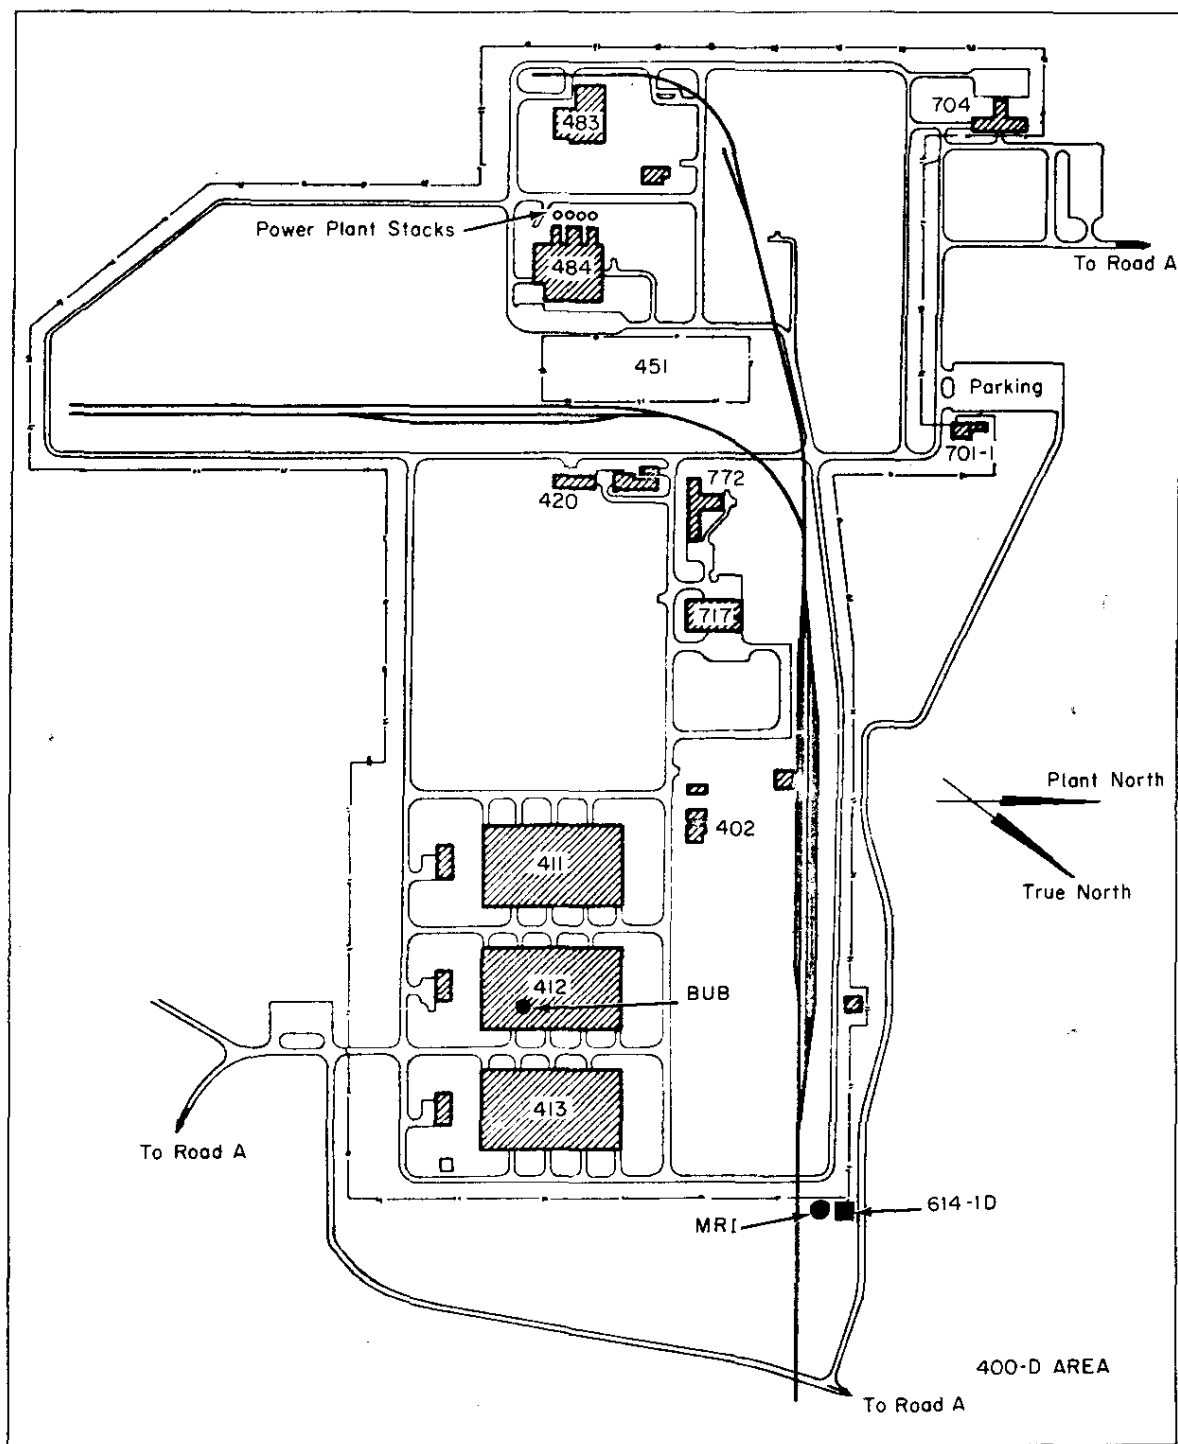 704
483
Power Plant Stacks
484
To Road A
451
Parking
701-1
772
420
717
Plant North
402
411
True North
412
BUB
413
To Road A
614-1D
MRI
400-D AREA
To Road A